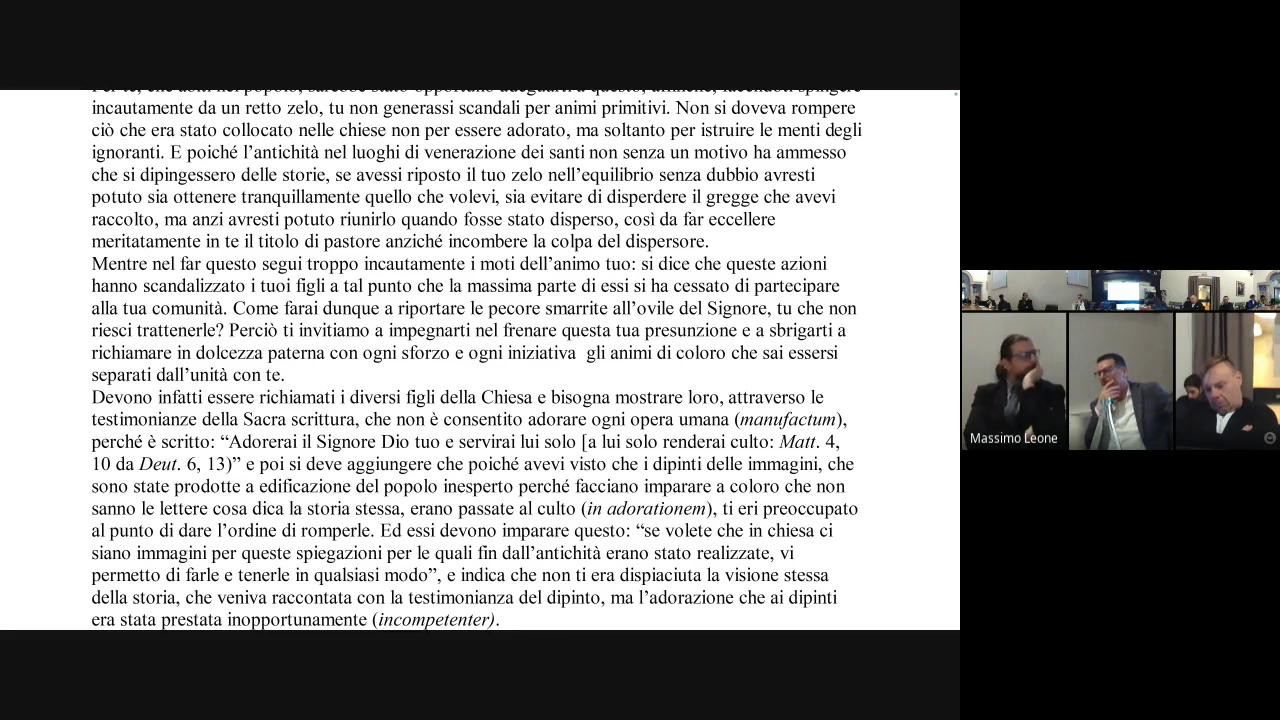 incautamente da un retto zelo, tu non generassi scandali per animi primitivi. Non si doveva rompere
ciò che era stato collocato nelle chiese non per essere adorato, ma soltanto per istruire le menti degli
ignoranti. E poiché l’antichità nel luoghi di venerazione dei santi non senza un motivo ha ammesso
che si dipingessero delle storie, se avessi riposto il tuo zelo nell’equilibrio senza dubbio avresti
potuto sia ottenere tranquillamente quello che volevi, sia evitare di disperdere il gregge che avevi
raccolto, ma anzi avresti potuto riunirlo quando fosse stato disperso, così da far eccellere
meritatamente in te il titolo di pastore anziché incombere la colpa del dispersore.
Mentre nel far questo segui troppo incautamente i moti dell’animo tuo: si dice che queste azioni
hanno scandalizzato i tuoi figli a tal punto che la massima parte di essi si ha cessato di partecipare
alla tua comunità. Come farai dunque a riportare le pecore smarrite all’ovile del Signore, tu che non
riesci trattenerle? Perciò ti invitiamo a impegnarti nel frenare questa tua presunzione e a sbrigarti a
richiamare in dolcezza paterna con ogni sforzo e ogni iniziativa  gli animi di coloro che sai essersi
separati dall’unità con te.
Devono infatti essere richiamati i diversi figli della Chiesa e bisogna mostrare loro, attraverso le
testimonianze della Sacra scrittura, che non è consentito adorare ogni opera umana (manufactum),
perché è scritto: “Adorerai il Signore Dio tuo e servirai lui solo [a lui solo renderai culto: Matt. 4,
10 da Deut. 6, 13)” e poi si deve aggiungere che poiché avevi visto che i dipinti delle immagini, che
sono state prodotte a edificazione del popolo inesperto perché facciano imparare a coloro che non
sanno le lettere cosa dica la storia stessa, erano passate al culto (in adorationem), ti eri preoccupato
al punto di dare l’ordine di romperle. Ed essi devono imparare questo: “se volete che in chiesa ci
siano immagini per queste spiegazioni per le quali fin dall’antichità erano stato realizzate, vi
permetto di farle e tenerle in qualsiasi modo”, e indica che non ti era dispiaciuta la visione stessa
della storia, che veniva raccontata con la testimonianza del dipinto, ma l’adorazione che ai dipinti
era stata prestata inopportunamente (incompetenter).
Massimo Leone